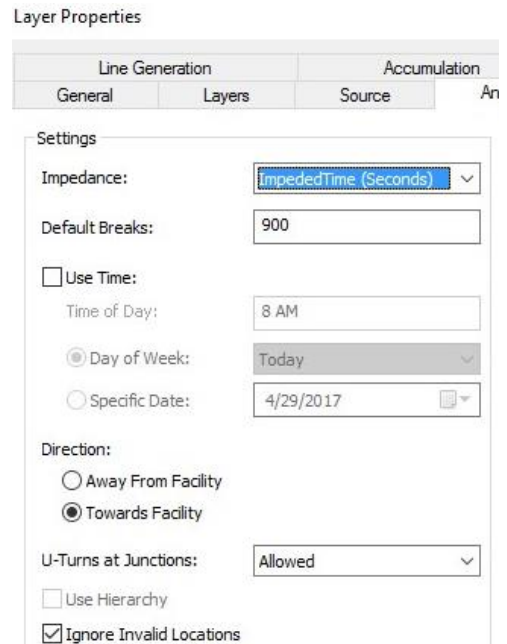 Layer Properties
Line Generation Accumulation
General Layers Source An
Settings
Impedance: ImpededTime (Seconds)
Default Breaks: 900
Use Time:
Time of Day: 8 AM
Day of Week: Today
Specific Date: 4/29/2017
Direction:
Away From Facility
Towards Facility
U-Turns at Junctions: Allowed
Use Hierarchy
Ignore Invalid Locations